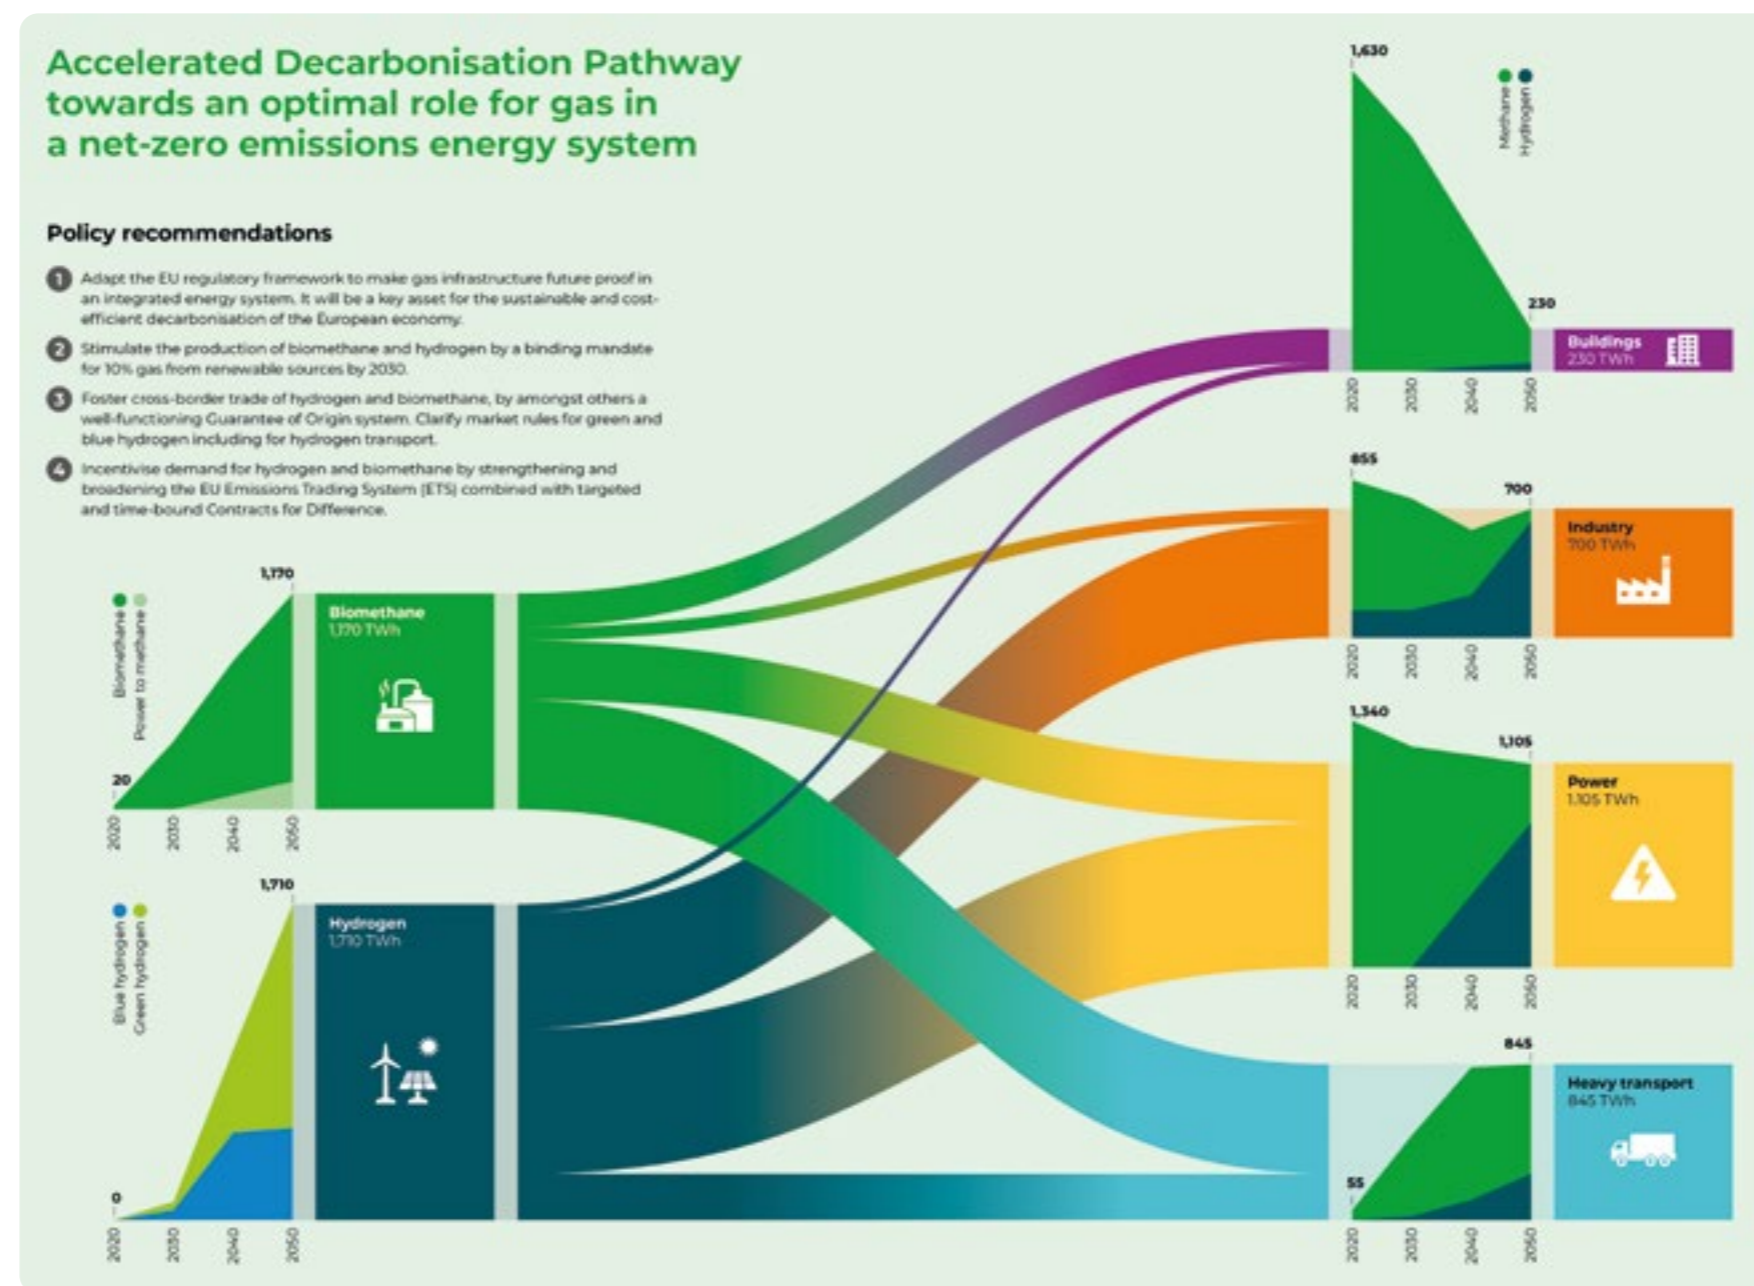 Accelerated Decarbonisation Pathway
towards an optimal role for gas in
a net-zero emissions energy system
Policy recommendations
1 Adapt the EU regulatory framework to make gas infrastructure future proof in
an integrated energy system. It will be a key asset for the sustainable and cost-
efficient decarbonisation of the European economy.
2 Stimulate the production of biomethane and hydrogen by a binding mandate
for 10% gas from renewable sources by 2030.
3 Foster cross-border trade of hydrogen and biomethane, by amongst others a
well-functioning Guarantee of Origin system. Clarify market rules for green and
blue hydrogen including for hydrogen transport.
4 Incentivise demand for hydrogen and biomethane by strengthening and
broadening the EU Emissions Trading System (ETS) combined with targeted
and time-bound Contracts for Difference.
Biomethane
Power to methane
1,170
20
2020
2030
2040
2050
Biomethane
1,170 TWh
Blue hydrogen
Green hydrogen
1,710
0
2020
2030
2040
2050
Hydrogen
1,710 TWh
Methane
Hydrogen
1,630
230
2020
2030
2040
2050
Buildings
230 TWh
855
700
2020
2030
2040
2050
Industry
700 TWh
1,340
1,105
2020
2030
2040
2050
Power
1.105 TWh
845
55
2020
2030
2040
2050
Heavy transport
845 TWh